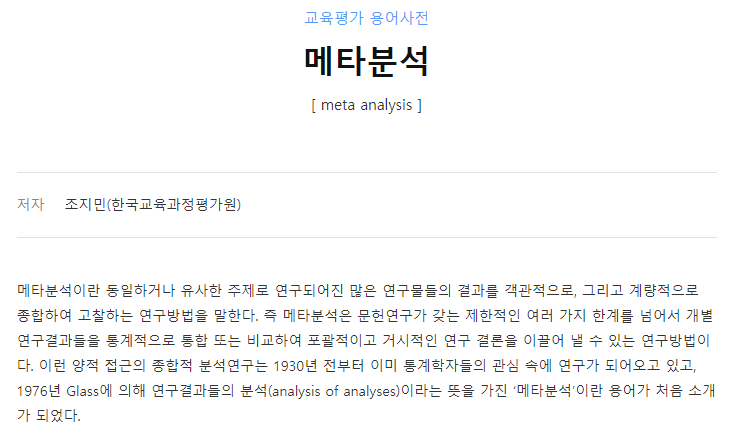 교육평가 용어사전
메타분석
[ meta analysis ]
저자 조지민(한국교육과정평가원)
메타분석이란 동일하거나 유사한 주제로 연구되어진 많은 연구물들의 결과를 객관적으로, 그리고 계량적으로
종합하여 고찰하는 연구방법을 말한다. 즉 메타분석은 문헌연구가 갖는 제한적인 여러 가지 한계를 넘어서 개별
연구결과들을 통계적으로 통합 또는 비교하여 포괄적이고 거시적인 연구 결론을 이끌어 낼 수 있는 연구방법이
다. 이런 양적 접근의 종합적 분석연구는 1930년 전부터 이미 통계학자들의 관심 속에 연구가 되어오고 있고,
1976년 Glass에 의해 연구결과들의 분석(analysis of analyses)이라는 뜻을 가진 ‘메타분석’이란 용어가 처음 소개
가 되었다.